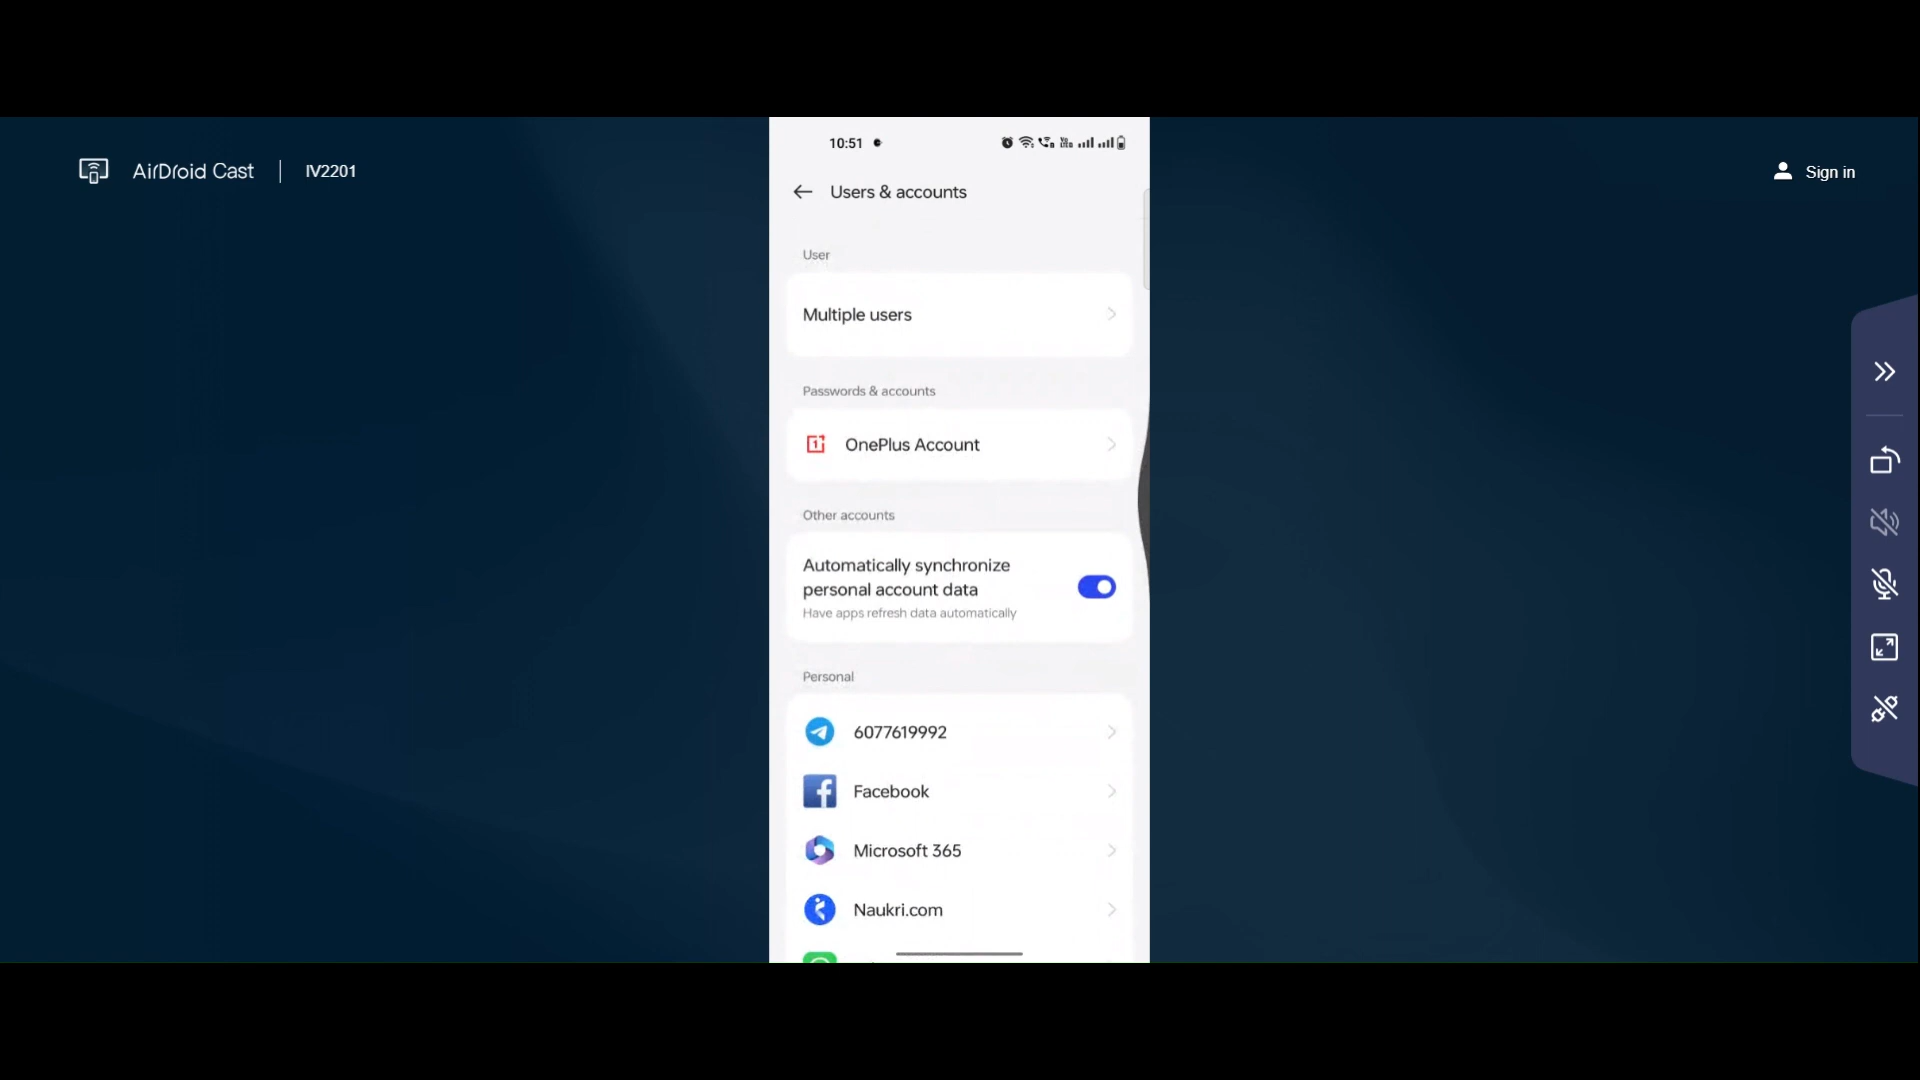 AirDroid Cast
IV2201
Sign in
10:51
Users & accounts
User
Multiple users
Passwords & accounts
OnePlus Account
Other accounts
Automatically synchronize
personal account data
Have apps refresh data automatically
Personal
6077619992
Facebook
Microsoft 365
Naukri.com